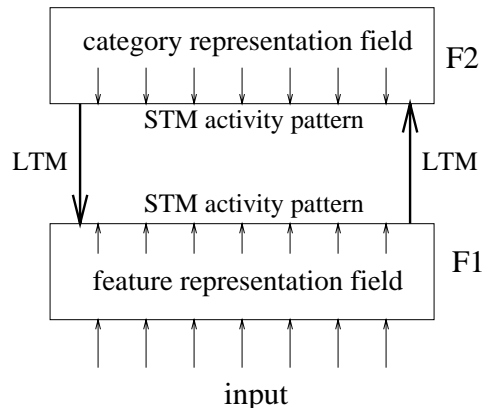 category representation field
F2
STM activity pattern
LTM
LTM
STM activity pattern
F1
feature representation field
input